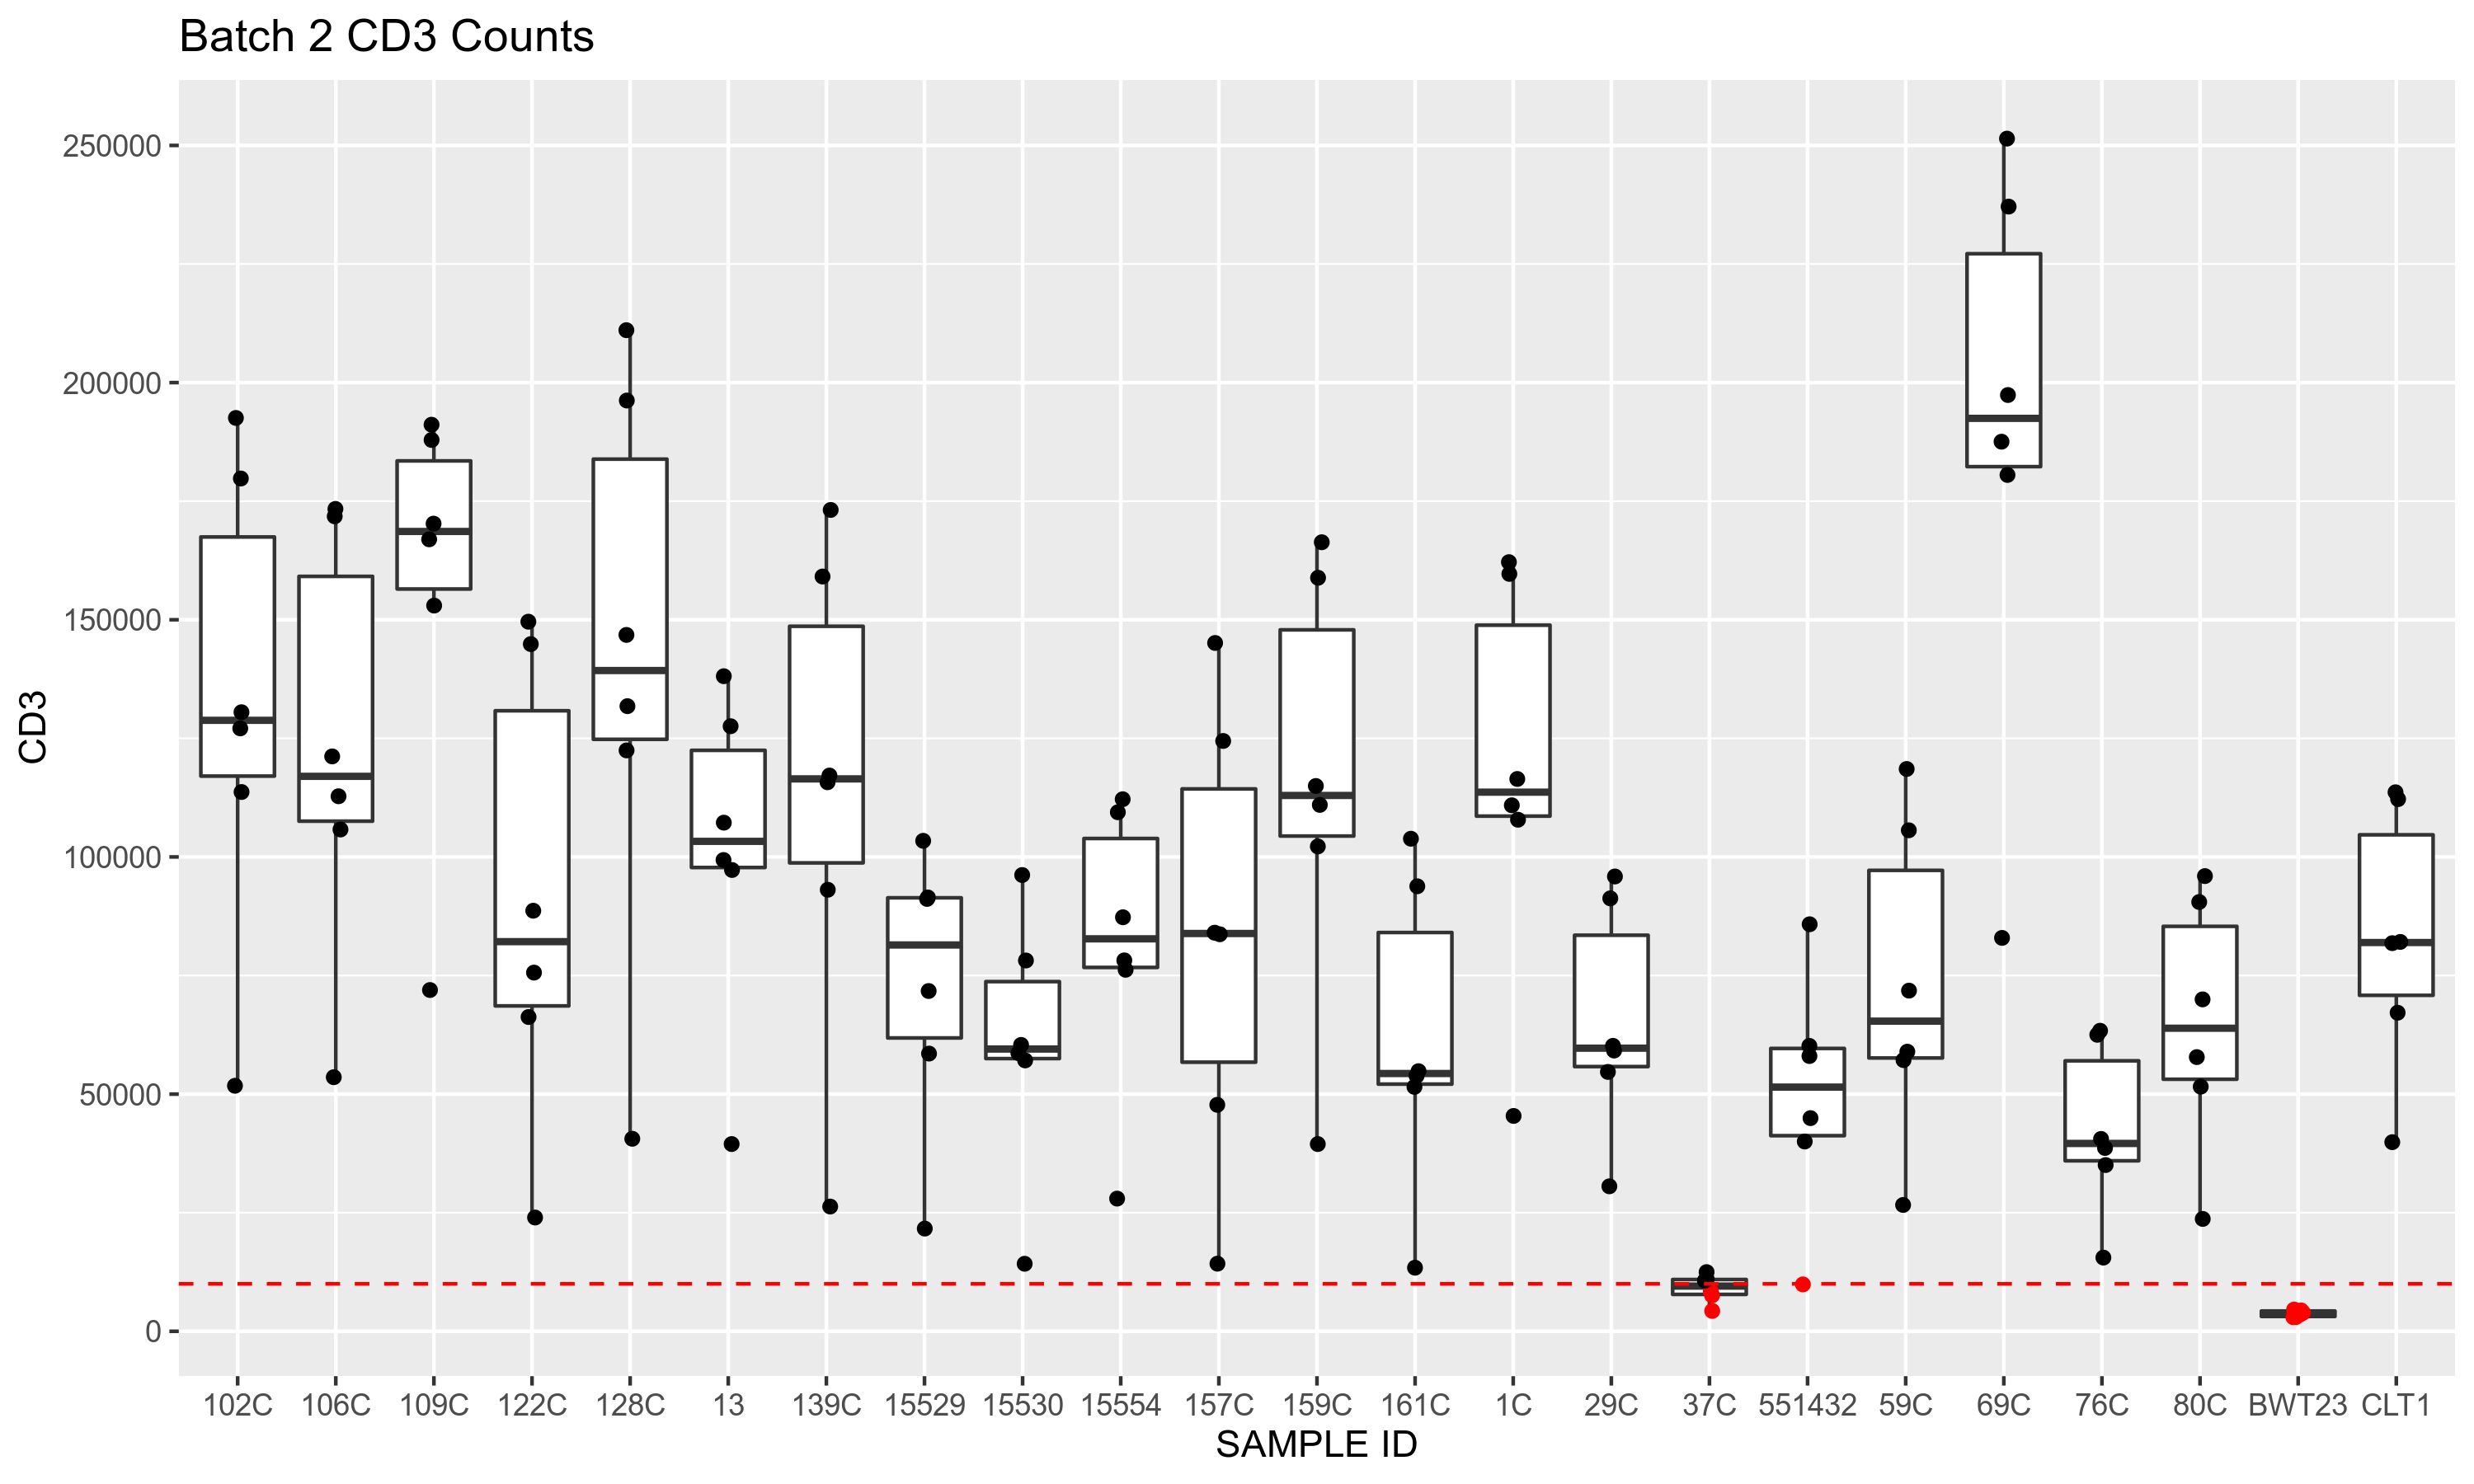 Batch 2 CD3 Counts
250000
200000
150000
100000
50000
0
CD3
102C 106C 109C 122C 128C 13 139C 15529 15530 15554 157C 159C 161C 1C 29C 37C 551432 59C 69C 76C 80C BWT23 CLT1
SAMPLE ID